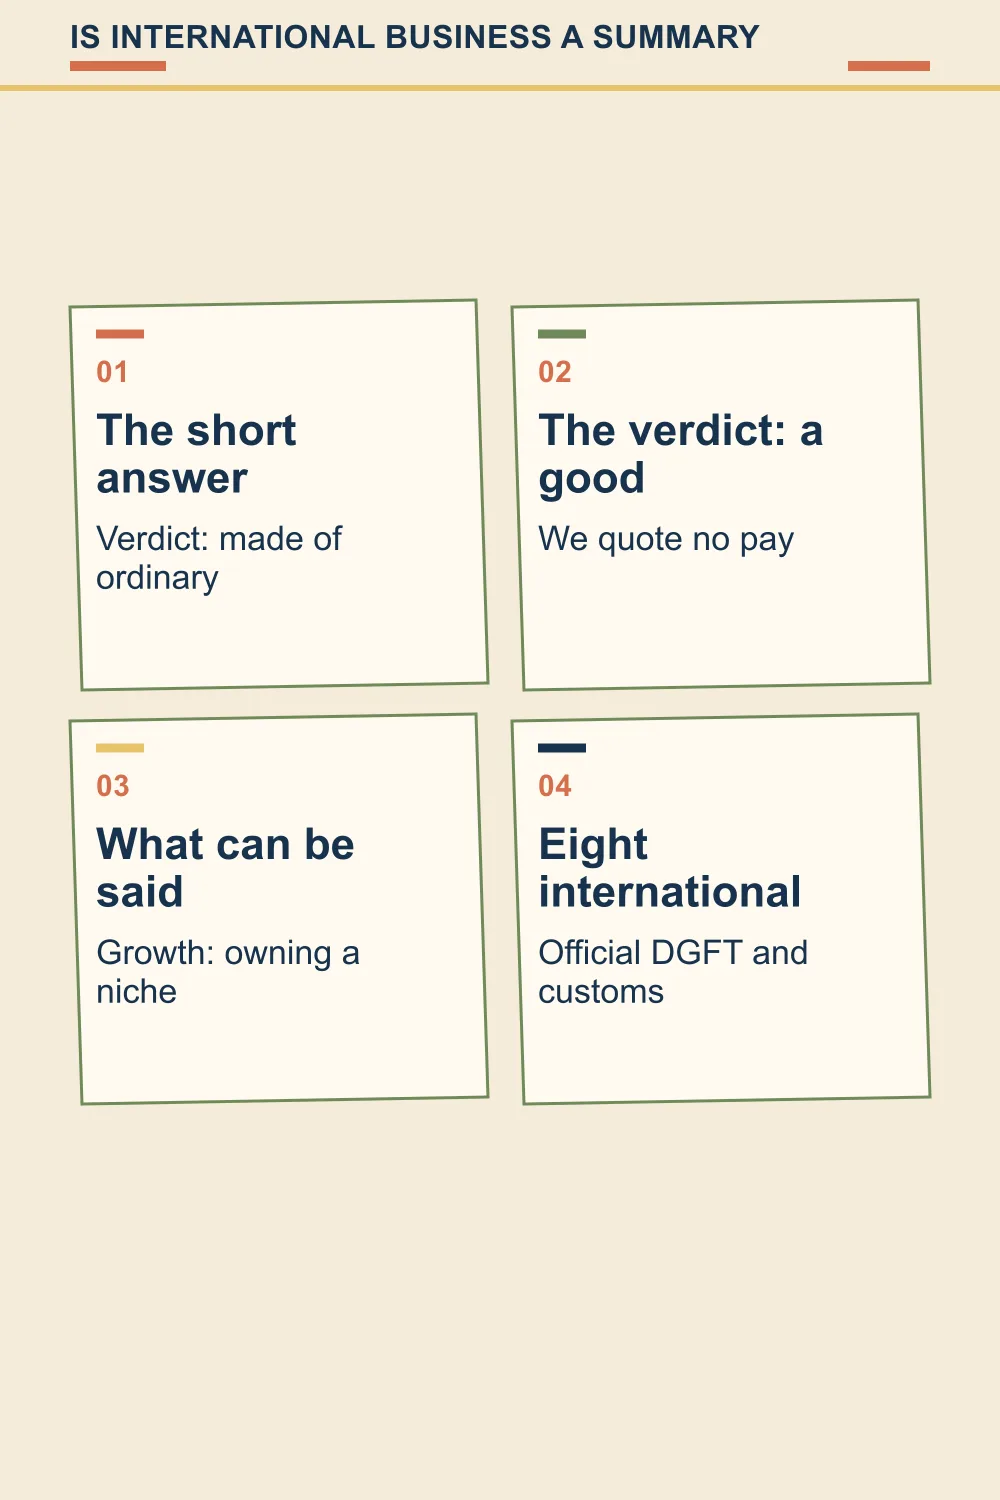 IS INTERNATIONAL BUSINESS A SUMMARY
01
The short
answer
Verdict: made of
ordinary
02
The verdict: a
good
We quote no pay
03
What can be
said
Growth: owning a
niche
04
Eight
international
Official DGFT and
customs